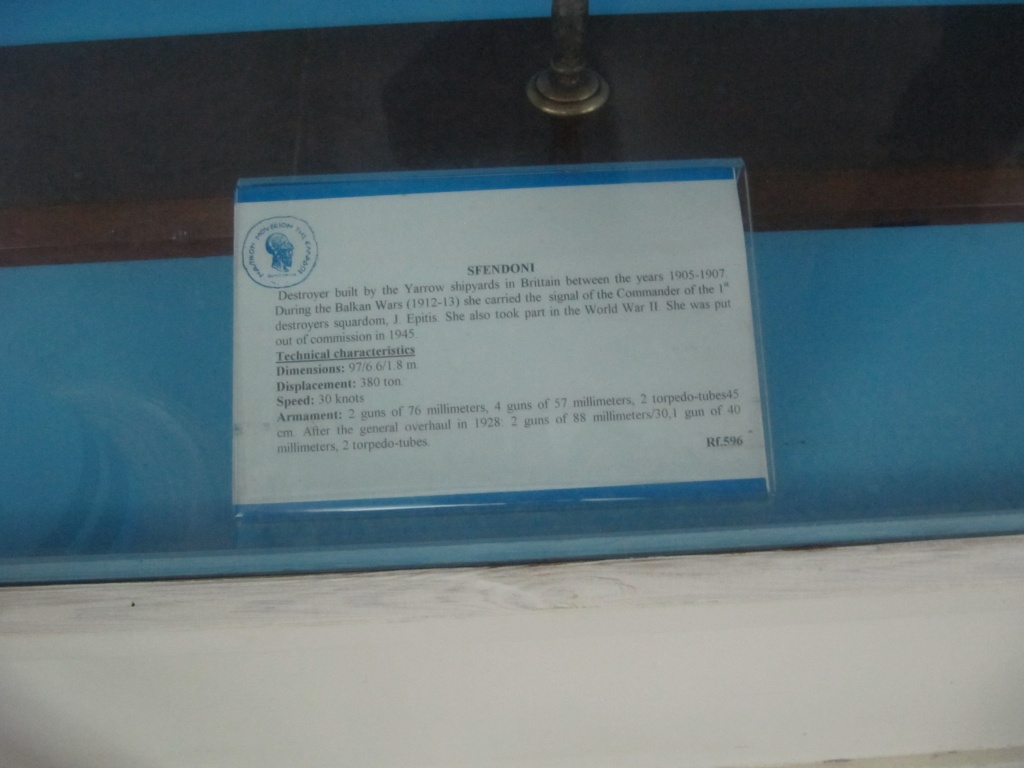 SFENDONI
Destroyer built by the Yarrow shipyards in Brittain between the years 1905-1907.
During the Balkan Wars (1912-13) she carried the signal of the Commander of the 1st
destroyers squardom, J. Epitis. She also took part in the World War II. She was put
out of commission in 1945.
Technical characteristics
Dimensions: 97/6.6/1.8 m.
Displacement: 380 ton.
Speed: 30 knots
Armament: 2 guns of 76 millimeters, 4 guns of 57 millimeters, 2 torpedo-tubes45
cm. After the general overhaul in 1928: 2 guns of 88 millimeters/30,1 gun of 40
millimeters, 2 torpedo-tubes.
Rf.596